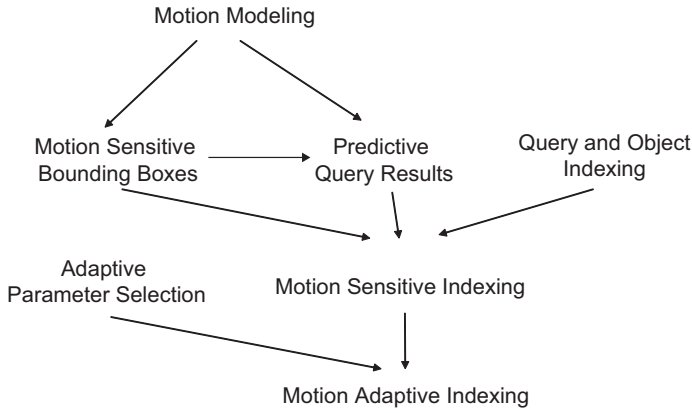 Motion Modeling
Motion Sensitive
Bounding Boxes
Predictive
Query Results
Query and Object
Indexing
Adaptive
Parameter Selection
Motion Sensitive Indexing
Motion Adaptive Indexing